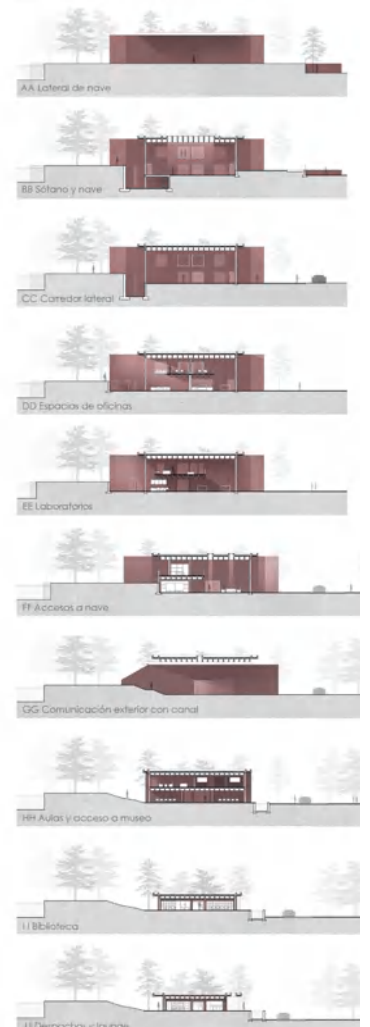 AA Lateral de nave
BB Sótano y nave
CC Corredor lateral
DD Espacios de oficinas
EE Laboratorios
FF Accesos a nave
GG Comunicación exterior con canal
HH Aulas y acceso a museo
II Biblioteca
JJ Despachos y lounge